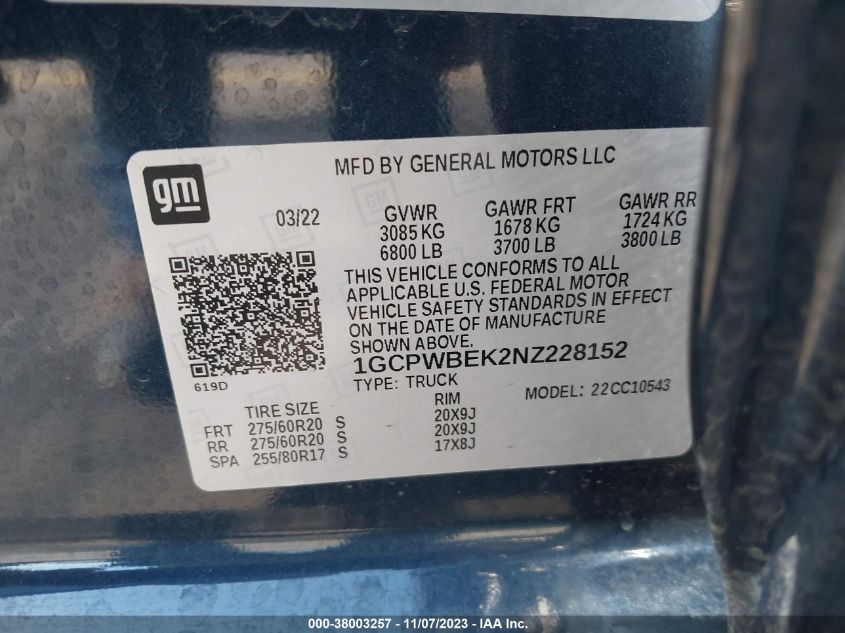 MFD BY GENERAL MOTORS LLC
gm
03/22
GVWR GAWR FRT GAWR RR
3085 KG 1678 KG 1724 KG
6800 LB 3700 LB 3800 LB
THIS VEHICLE CONFORMS TO ALL
APPLICABLE U.S. FEDERAL MOTOR
VEHICLE SAFETY STANDARDS IN EFFECT
ON THE DATE OF MANUFACTURE
SHOWN ABOVE.
1GCPWBEK2NZ228152
619D
TYPE: TRUCK MODEL: 22CC10543
TIRE SIZE RIM
FRT 275/60R20 S 20X9J
RR 275/60R20 S 20X9J
SPA 255/80R17 S 17X8J
000-38003257 - 11/07/2023 - www.iaai.com